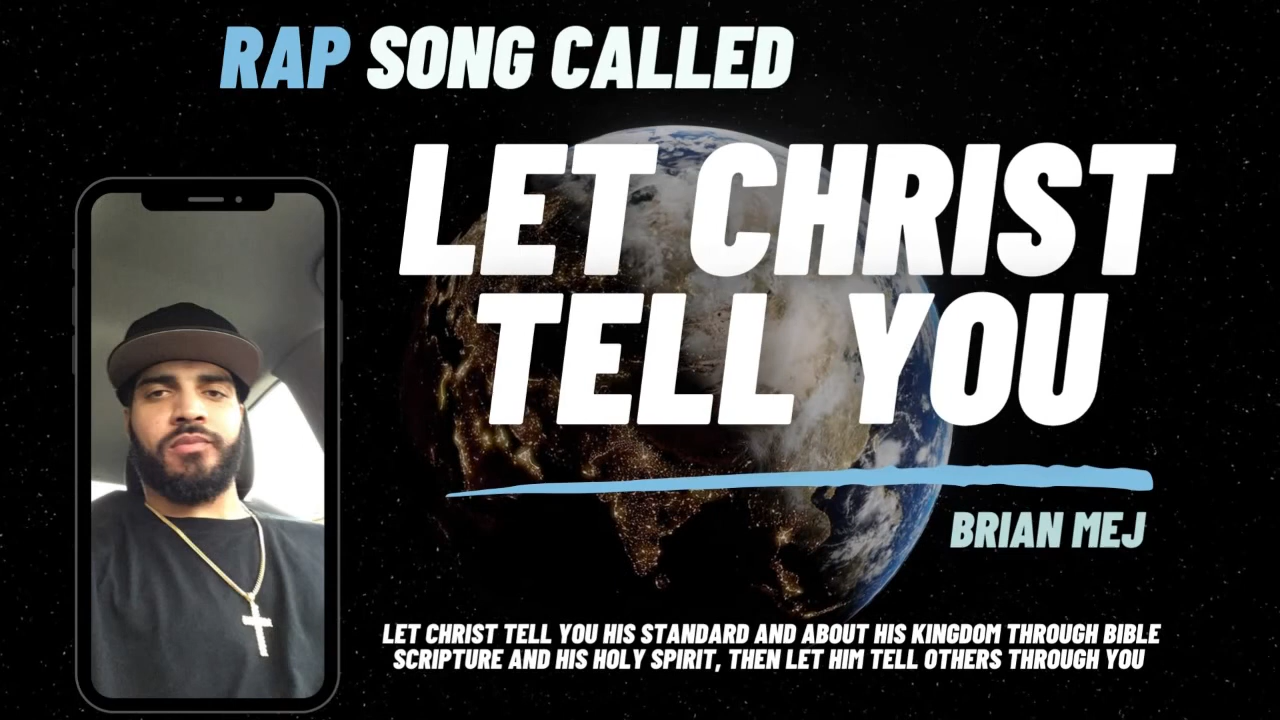 RAP SONG CALLED
LET CHRIST
TELL YOU
BRIAN MEJ
LET CHRIST TELL YOU HIS STANDARD AND ABOUT HIS KINGDOM THROUGH BIBLE
SCRIPTURE AND HIS HOLY SPIRIT, THEN LET HIM TELL OTHERS THROUGH YOU